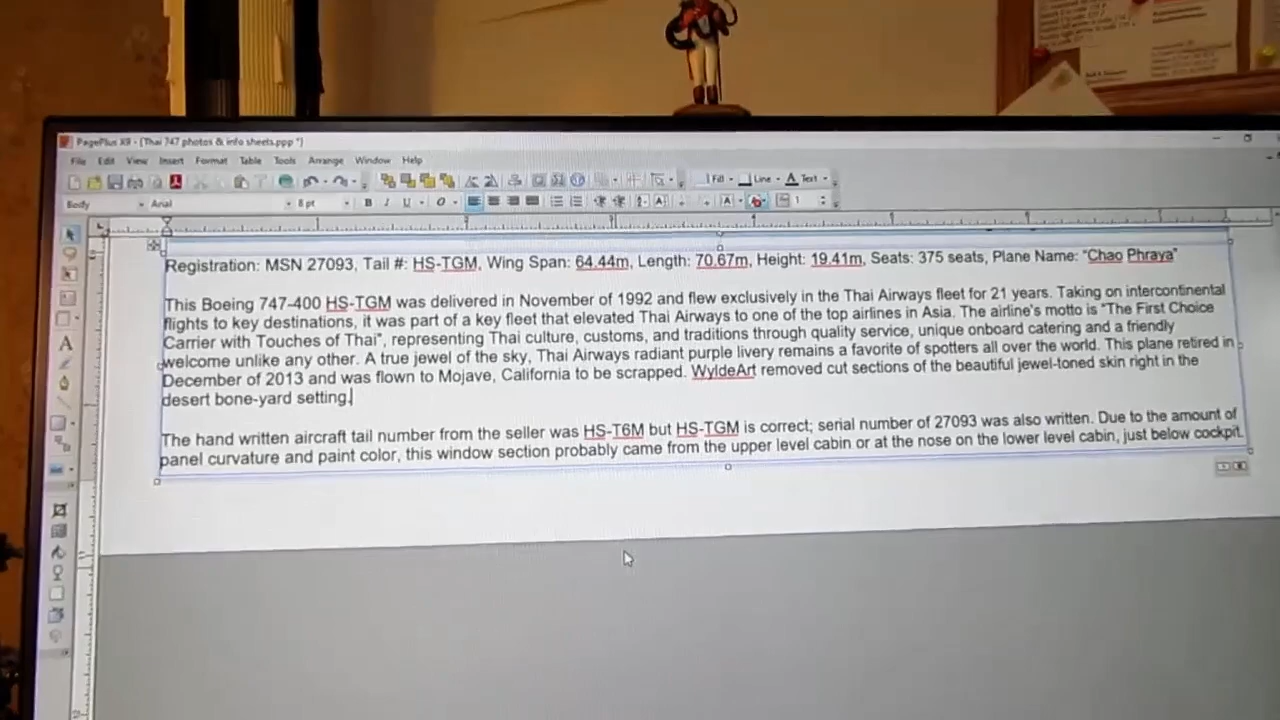 PagePlus X9 - [Thai 747 photos & info sheets.ppp *]
File Edit View Insert Format Table Tools Arrange Window Help
Fill Line A Text
Body Arial 8 pt B I U
Registration: MSN 27093, Tail #: HS-TGM, Wing Span: 64.44m, Length: 70.67m, Height: 19.41m, Seats: 375 seats, Plane Name: "Chao Phraya"
This Boeing 747-400 HS-TGM was delivered in November of 1992 and flew exclusively in the Thai Airways fleet for 21 years. Taking on intercontinental
flights to key destinations, it was part of a key fleet that elevated Thai Airways to one of the top airlines in Asia. The airline's motto is "The First Choice
Carrier with Touches of Thai", representing Thai culture, customs, and traditions through quality service, unique onboard catering and a friendly
welcome unlike any other. A true jewel of the sky, Thai Airways radiant purple livery remains a favorite of spotters all over the world. This plane retired in
December of 2013 and was flown to Mojave, California to be scrapped. WyldeArt removed cut sections of the beautiful jewel-toned skin right in the
desert bone-yard setting.
The hand written aircraft tail number from the seller was HS-T6M but HS-TGM is correct; serial number of 27093 was also written. Due to the amount of
panel curvature and paint color, this window section probably came from the upper level cabin or at the nose on the lower level cabin, just below cockpit.